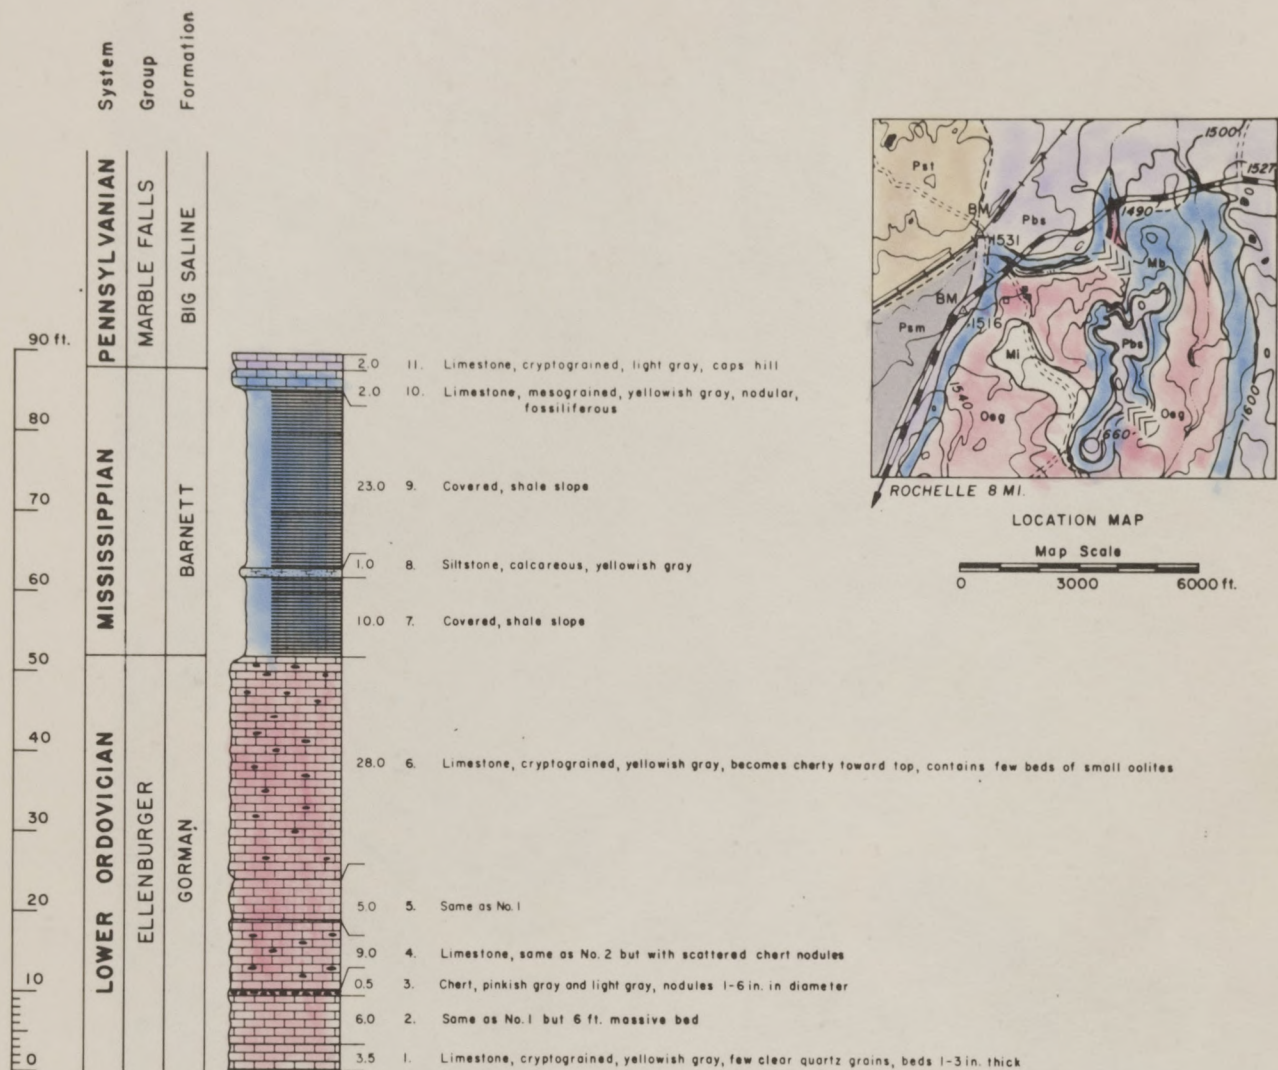 System
Group
Formation
PENNSYLVANIAN
MARBLE FALLS
BIG SALINE
MISSISSIPPIAN
BARNETT
LOWER ORDOVICIAN
ELLENBURGER
GORMAN
90 ft.
80
70
60
50
40
30
20
10
0
2.0 11. Limestone, cryptograined, light gray, caps hill
2.0 10. Limestone, mesograined, yellowish gray, nodular,
fossiliferous
23.0 9. Covered, shale slope
1.0 8. Siltstone, calcareous, yellowish gray
10.0 7. Covered, shale slope
28.0 6. Limestone, cryptograined, yellowish gray, becomes cherty toward top, contains few beds of small oolites
5.0 5. Same as No. 1
9.0 4. Limestone, same as No. 2 but with scattered chert nodules
0.5 3. Chert, pinkish gray and light gray, nodules 1-6 in. in diameter
6.0 2. Same as No. 1 but 6 ft. massive bed
3.5 1. Limestone, cryptograined, yellowish gray, few clear quartz grains, beds 1-3 in. thick
1500
1527
Pst
BM
Pbs
1490
1531
Mb
BM
1516
Psm
Pbs
Mi
1540
Oeg
Oeg
1600
1660
ROCHELLE 8 MI.
LOCATION MAP
Map Scale
0 3000 6000 ft.